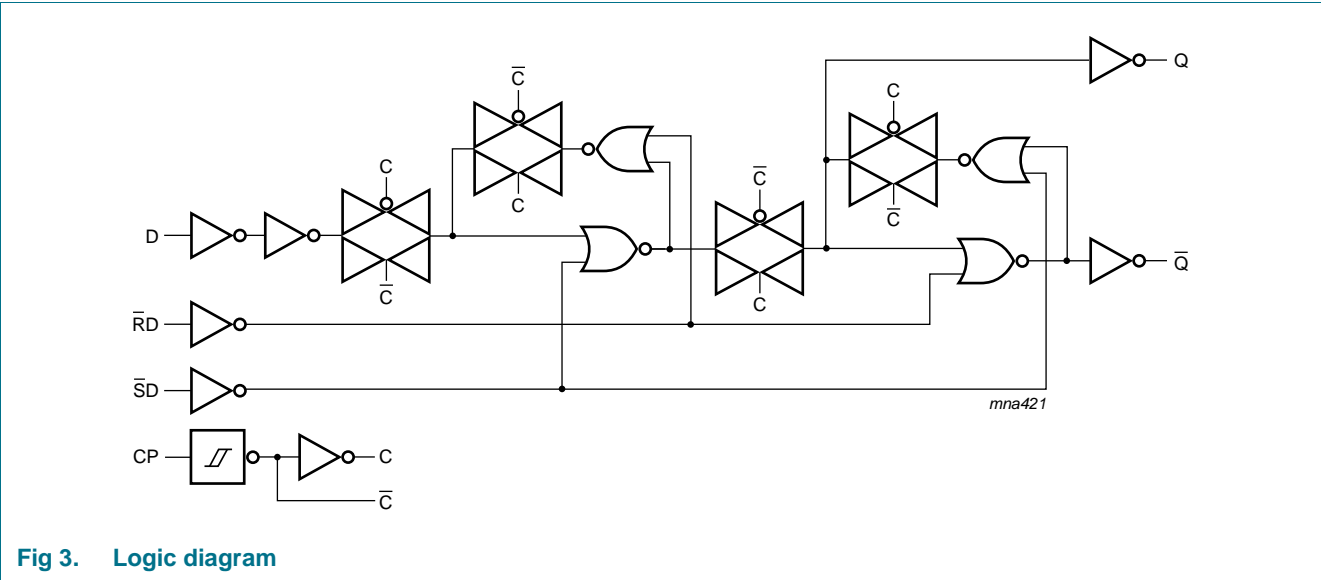 Q
C̅
C
C
C̅
C
C
C̅
C̅
D
C̅
C
Q̅
R̅D
S̅D
mna421
CP
C
C̅
Fig 3. Logic diagram